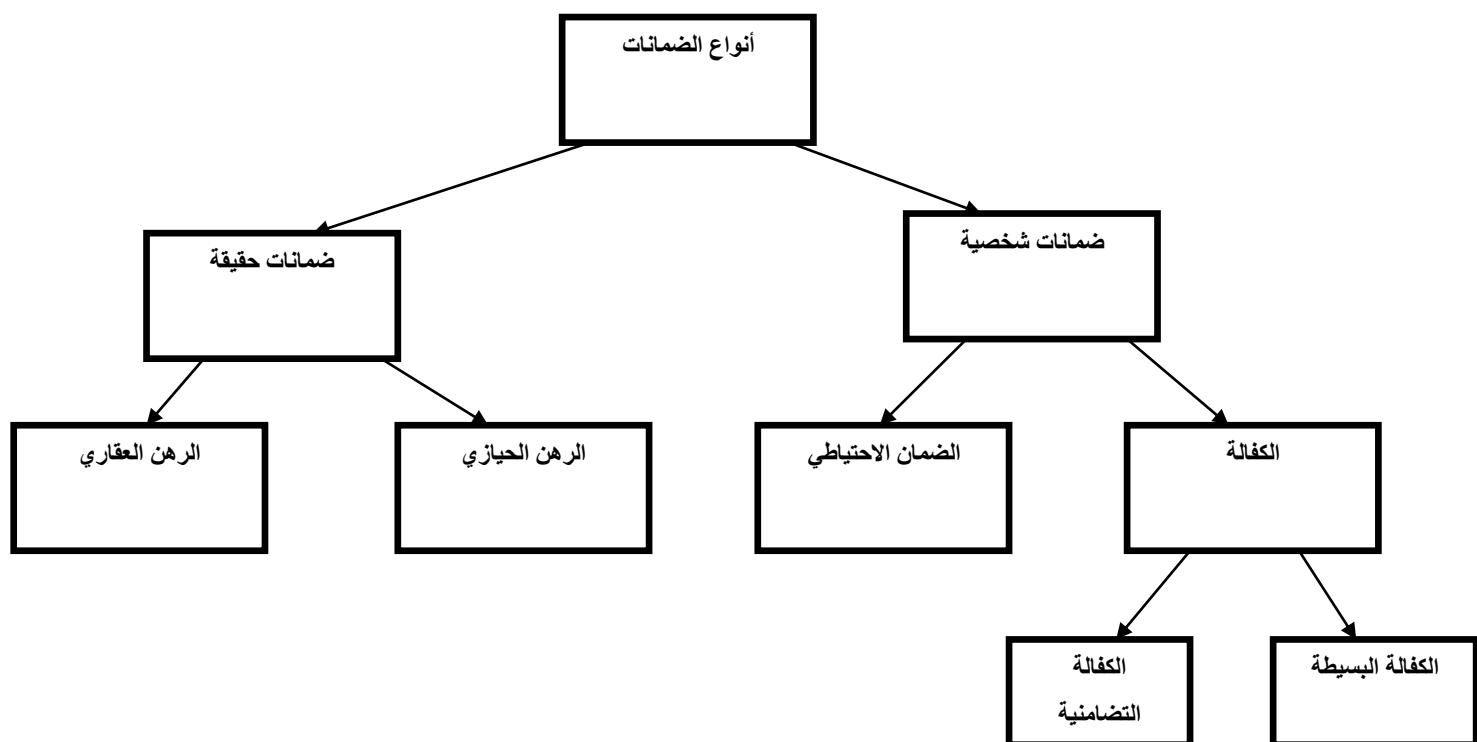 أنواع الضمانات
ضمانات شخصية
ضمانات حقيقة
الكفالة
الضمان الاحتياطي
الرهن الحيازي
الرهن العقاري
الكفالة البسيطة
الكفالة
التضامنية